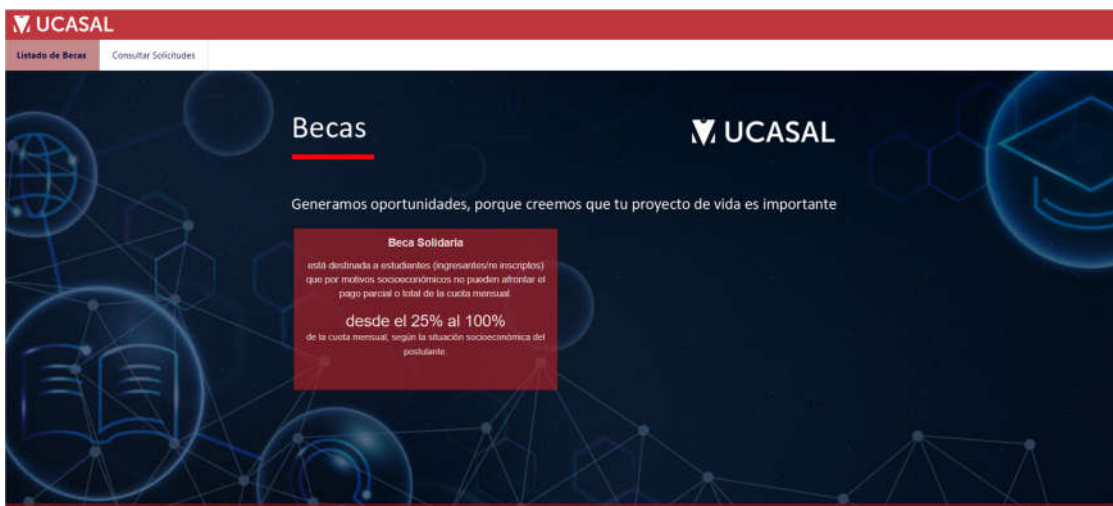 UCASAL
Listado de Becas Consultar Solicitudes
Becas
UCASAL
Generamos oportunidades, porque creemos que tu proyecto de vida es importante
Beca Solidaria
está destinada a estudiantes (ingresantes/re inscriptos)
que por motivos socioeconómicos no pueden afrontar el
pago parcial o total de la cuota mensual.
desde el 25% al 100%
de la cuota mensual, según la situación socioeconómica del
postulante.